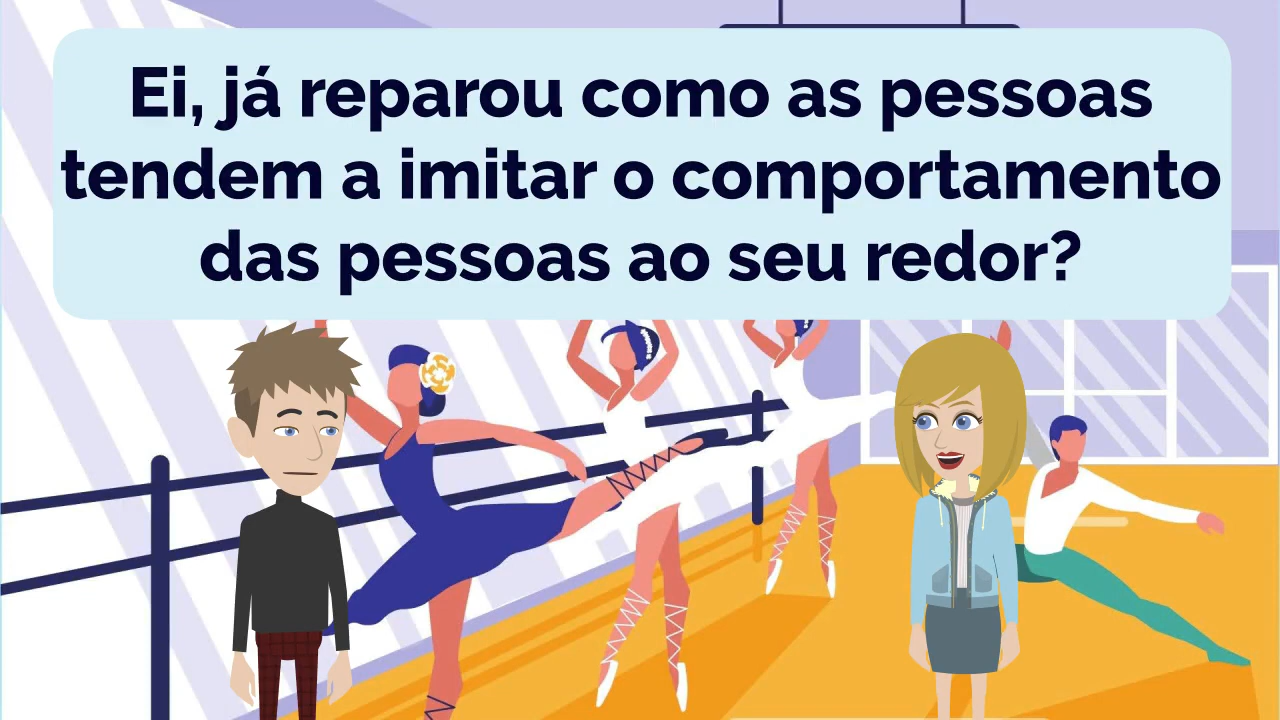 Ei, já reparou como as pessoas
tendem a imitar o comportamento
das pessoas ao seu redor?